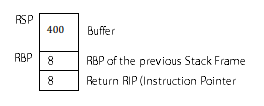 RSP
400 Buffer
RBP 8 RBP of the previous Stack Frame
8 Return RIP (Instruction Pointer